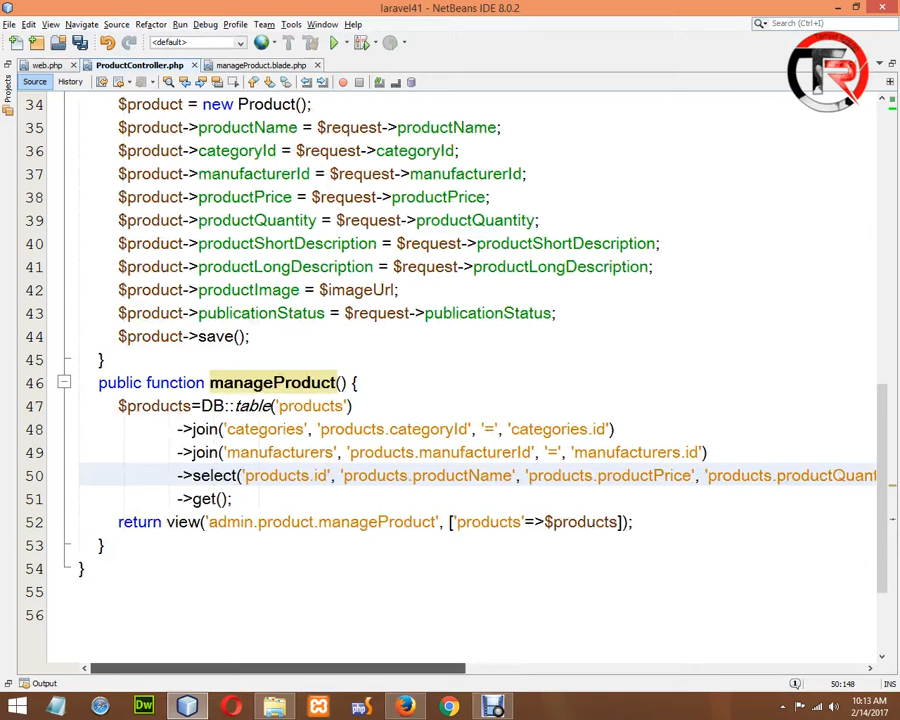 laravel41 - NetBeans IDE 8.0.2
File Edit View Navigate Source Refactor Run Debug Profile Team Tools Window Help
<default>
Search (Ctrl+I)
web.php
ProductController.php
manageProduct.blade.php
Source History
Projects
34 $product = new Product();
35 $product->productName = $request->productName;
36 $product->categoryId = $request->categoryId;
37 $product->manufacturerId = $request->manufacturerId;
38 $product->productPrice = $request->productPrice;
39 $product->productQuantity = $request->productQuantity;
40 $product->productShortDescription = $request->productShortDescription;
41 $product->productLongDescription = $request->productLongDescription;
42 $product->productImage = $imageUrl;
43 $product->publicationStatus = $request->publicationStatus;
44 $product->save();
45 }
46 public function manageProduct() {
47 $products=DB::table('products')
48 ->join('categories', 'products.categoryId', '=', 'categories.id')
49 ->join('manufacturers', 'products.manufacturerId', '=', 'manufacturers.id')
50 ->select('products.id', 'products.productName', 'products.productPrice', 'products.productQuant
51 ->get();
52 return view('admin.product.manageProduct', ['products'=>$products]);
53 }
54 }
55
56
Output
50:148 INS
Dw
php
10:13 AM
2/14/2017